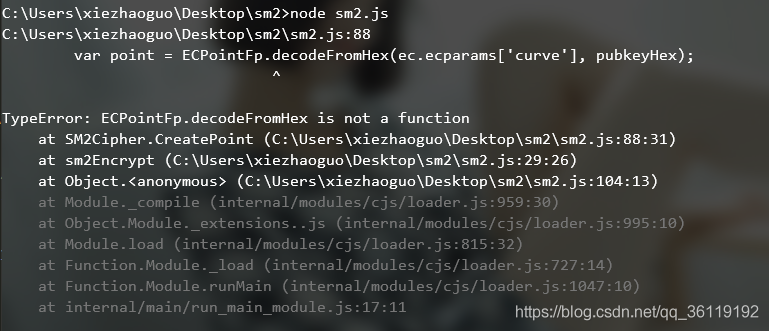 C:\Users\xiezhaoguo\Desktop\sm2>node sm2.js
C:\Users\xiezhaoguo\Desktop\sm2\sm2.js:88
        var point = ECPointFp.decodeFromHex(ec.ecparams['curve'], pubkeyHex);
                              ^
TypeError: ECPointFp.decodeFromHex is not a function
    at SM2Cipher.CreatePoint (C:\Users\xiezhaoguo\Desktop\sm2\sm2.js:88:31)
    at sm2Encrypt (C:\Users\xiezhaoguo\Desktop\sm2\sm2.js:29:26)
    at Object.<anonymous> (C:\Users\xiezhaoguo\Desktop\sm2\sm2.js:104:13)
    at Module._compile (internal/modules/cjs/loader.js:959:30)
    at Object.Module._extensions..js (internal/modules/cjs/loader.js:995:10)
    at Module.load (internal/modules/cjs/loader.js:815:32)
    at Function.Module._load (internal/modules/cjs/loader.js:727:14)
    at Function.Module.runMain (internal/modules/cjs/loader.js:1047:10)
    at internal/main/run_main_module.js:17:11
https://blog.csdn.net/qq_36119192